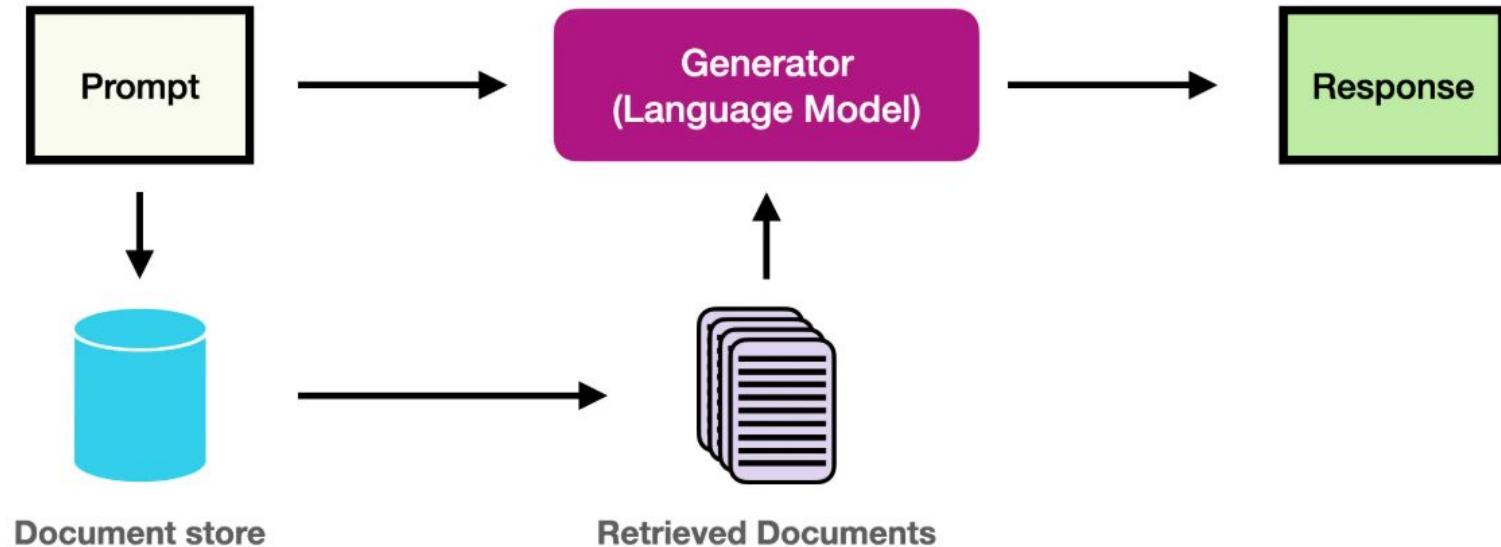 Prompt
Generator
(Language Model)
Response
Document store
Retrieved Documents